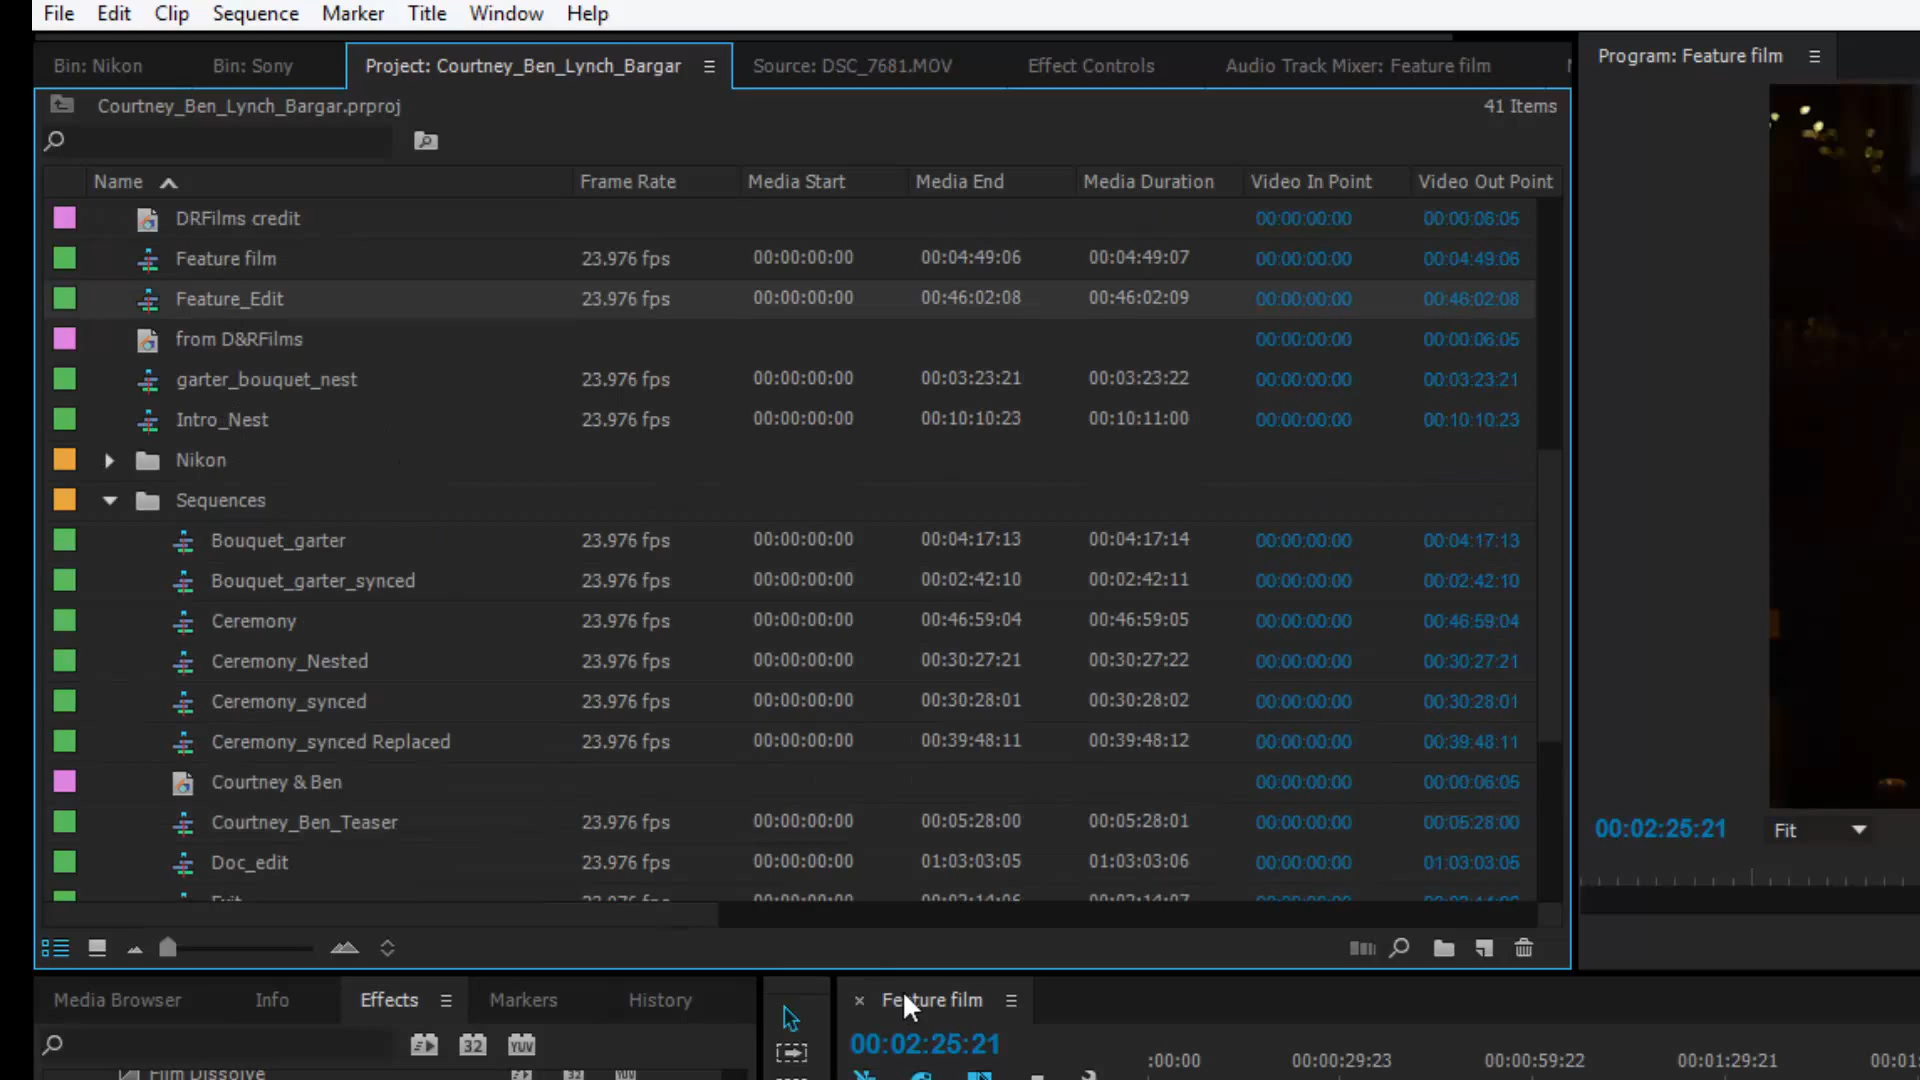 File Edit Clip Sequence Marker Title Window Help
Bin: Nikon Bin: Sony Project: Courtney_Ben_Lynch_Bargar Source: DSC_7681.MOV Effect Controls Audio Track Mixer: Feature film Program: Feature film
Courtney_Ben_Lynch_Bargar.prproj 41 Items
Name Frame Rate Media Start Media End Media Duration Video In Point Video Out Point
DRFilms credit 00:00:00:00 00:00:06:05
Feature film 23.976 fps 00:00:00:00 00:04:49:06 00:04:49:07 00:00:00:00 00:04:49:06
Feature_Edit 23.976 fps 00:00:00:00 00:46:02:08 00:46:02:09 00:00:00:00 00:46:02:08
from D&RFilms 00:00:00:00 00:00:06:05
garter_bouquet_nest 23.976 fps 00:00:00:00 00:03:23:21 00:03:23:22 00:00:00:00 00:03:23:21
Intro_Nest 23.976 fps 00:00:00:00 00:10:10:23 00:10:11:00 00:00:00:00 00:10:10:23
Nikon
Sequences
Bouquet_garter 23.976 fps 00:00:00:00 00:04:17:13 00:04:17:14 00:00:00:00 00:04:17:13
Bouquet_garter_synced 23.976 fps 00:00:00:00 00:02:42:10 00:02:42:11 00:00:00:00 00:02:42:10
Ceremony 23.976 fps 00:00:00:00 00:46:59:04 00:46:59:05 00:00:00:00 00:46:59:04
Ceremony_Nested 23.976 fps 00:00:00:00 00:30:27:21 00:30:27:22 00:00:00:00 00:30:27:21
Ceremony_synced 23.976 fps 00:00:00:00 00:30:28:01 00:30:28:02 00:00:00:00 00:30:28:01
Ceremony_synced Replaced 23.976 fps 00:00:00:00 00:39:48:11 00:39:48:12 00:00:00:00 00:39:48:11
Courtney & Ben 00:00:00:00 00:00:06:05
Courtney_Ben_Teaser 23.976 fps 00:00:00:00 00:05:28:00 00:05:28:01 00:00:00:00 00:05:28:00
Doc_edit 23.976 fps 00:00:00:00 01:03:03:05 01:03:03:06 00:00:00:00 01:03:03:05
00:02:25:21 Fit
Media Browser Info Effects Markers History × Feature film
32 YUV 00:02:25:21
:00:00 00:00:29:23 00:00:59:22 00:01:29:21 00:01:
Film Dissolve 32 YUV